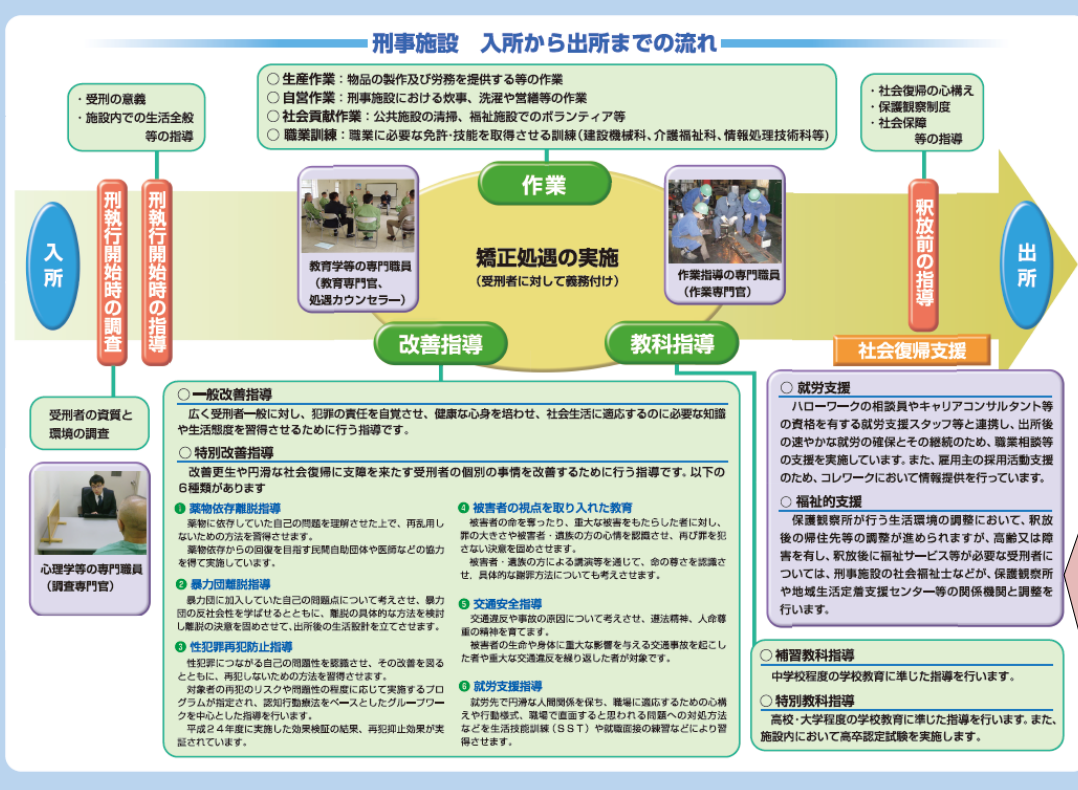 刑事施設 入所から出所までの流れ
・受刑の意義
・施設内での生活全般
等の指導
○ 生産作業：物品の製作及び労務を提供する等の作業
○ 自営作業：刑事施設における炊事、洗濯や営繕等の作業
○ 社会貢献作業：公共施設の清掃、福祉施設でのボランティア等
○ 職業訓練：職業に必要な免許・技能を取得させる訓練（建設機械科、介護福祉科、情報処理技術科等）
・社会復帰の心構え
・保護観察制度
・社会保障
等の指導
入所
刑執行開始時の調査
刑執行開始時の指導
教育学等の専門職員
（教育専門官、
処遇カウンセラー）
作業
矯正処遇の実施
（受刑者に対して義務付け）
作業指導の専門職員
（作業専門官）
釈放前の指導
出所
改善指導
教科指導
社会復帰支援
受刑者の資質と
環境の調査
心理学等の専門職員
（調査専門官）
○ 一般改善指導
広く受刑者一般に対し、犯罪の責任を自覚させ、健康な心身を培わせ、社会生活に適応するのに必要な知識
や生活態度を習得させるために行う指導です。
○ 特別改善指導
改善更生や円滑な社会復帰に支障を来たす受刑者の個別の事情を改善するために行う指導です。以下の
6種類があります
❶ 薬物依存離脱指導
薬物に依存していた自己の問題を理解させた上で、再乱用し
ないための方法を習得させます。
薬物依存からの回復を目指す民間自助団体や医師などの協力
を得て実施しています。
❷ 暴力団離脱指導
暴力団に加入していた自己の問題点について考えさせ、暴力
団の反社会性を学ばせるとともに、離脱の具体的な方法を検討
し離脱の決意を固めさせて、出所後の生活設計を立てさせます。
❸ 性犯罪再犯防止指導
性犯罪につながる自己の問題性を認識させ、その改善を図る
とともに、再犯しないための方法を習得させます。
対象者の再犯のリスクや問題性の程度に応じて実施するプロ
グラムが指定され、認知行動療法をベースとしたグループワー
クを中心とした指導を行います。
平成24年度に実施した効果検証の結果、再犯抑止効果が実
証されています。
❹ 被害者の視点を取り入れた教育
被害者の命を奪ったり、重大な被害をもたらした者に対し、
罪の大きさや被害者・遺族の方の心情を認識させ、再び罪を犯
さない決意を固めさせます。
被害者・遺族の方による講演等を通じて、命の尊さを認識さ
せ、具体的な謝罪方法についても考えさせます。
❺ 交通安全指導
交通違反や事故の原因について考えさせ、遵法精神、人命尊
重の精神を育てます。
被害者の生命や身体に重大な影響を与える交通事故を起こし
た者や重大な交通違反を繰り返した者が対象です。
❻ 就労支援指導
就労先で円滑な人間関係を保ち、職場に適応するための心構
えや行動様式、職場で直面すると思われる問題への対処方法
などを生活技能訓練（SST）や就職面接の練習などにより習
得させます。
○ 就労支援
ハローワークの相談員やキャリアコンサルタント等
の資格を有する就労支援スタッフ等と連携し、出所後
の速やかな就労の確保とその継続のため、職業相談等
の支援を実施しています。また、雇用主の採用活動支援
のため、コレワークにおいて情報提供を行っています。
○ 福祉的支援
保護観察所が行う生活環境の調整において、釈放
後の帰住先等の調整が進められますが、高齢又は障
害を有し、釈放後に福祉サービス等が必要な受刑者に
ついては、刑事施設の社会福祉士などが、保護観察所
や地域生活定着支援センター等の関係機関と調整を
行います。
○ 補習教科指導
中学校程度の学校教育に準じた指導を行います。
○ 特別教科指導
高校・大学程度の学校教育に準じた指導を行います。また、
施設内において高卒認定試験を実施します。